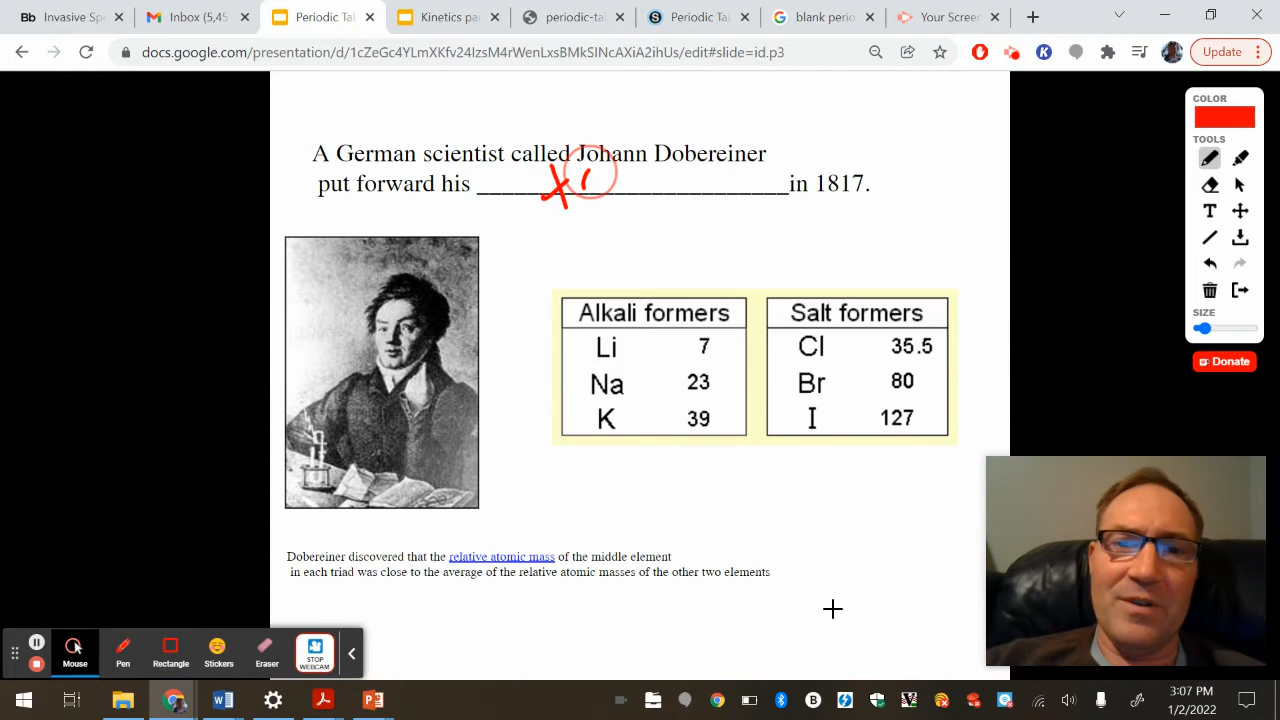 Bb Invasive Spe
Inbox (5,45
Periodic Tab
Kinetics pa
periodic-ta
Periodic Ta
blank perio
Your Screen
docs.google.com/presentation/d/1cZeGc4YLmXKfv24IzsM4rWenLxsBMkSINcAXiA2ihUs/edit#slide=id.p3
Update
A German scientist called Johann Dobereiner
put forward his ________________________in 1817.
Alkali formers
Li 7
Na 23
K 39
Salt formers
Cl 35.5
Br 80
I 127
Dobereiner discovered that the relative atomic mass of the middle element
in each triad was close to the average of the relative atomic masses of the other two elements
COLOR
TOOLS
T
SIZE
Donate
Mouse
Pen
Rectangle
Stickers
Eraser
STOP
WEBCAM
3:07 PM
1/2/2022